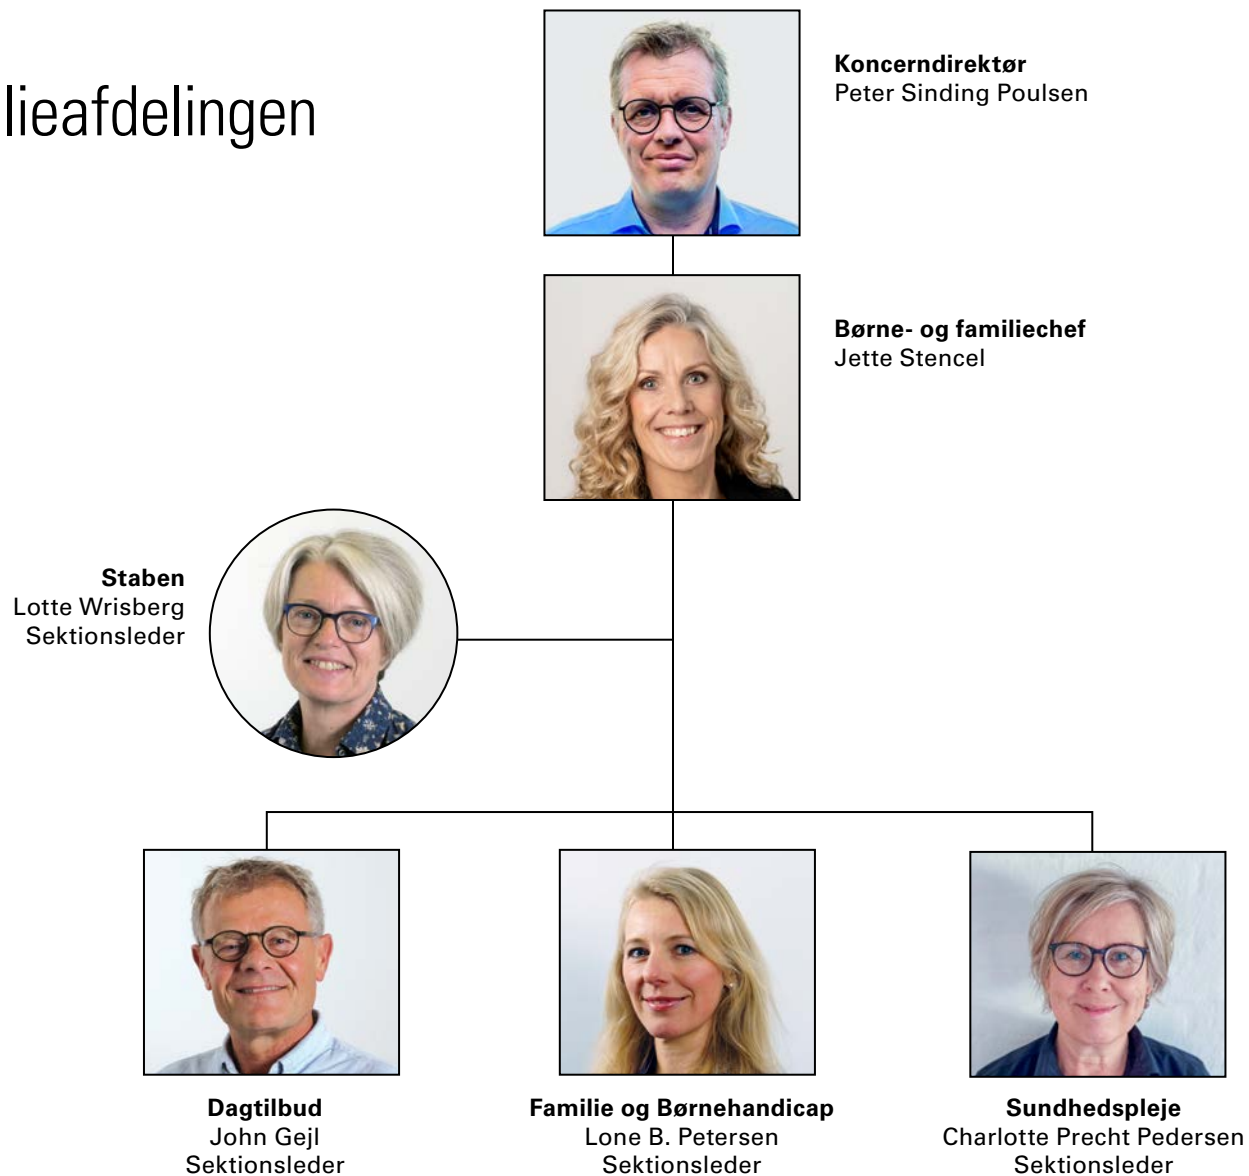 lieafdelingen
Koncerndirektør
Peter Sinding Poulsen
Børne- og familiechef
Jette Stencel
Staben
Lotte Wrisberg
Sektionsleder
Dagtilbud
John Gejl
Sektionsleder
Familie og Børnehandicap
Lone B. Petersen
Sektionsleder
Sundhedspleje
Charlotte Precht Pedersen
Sektionsleder